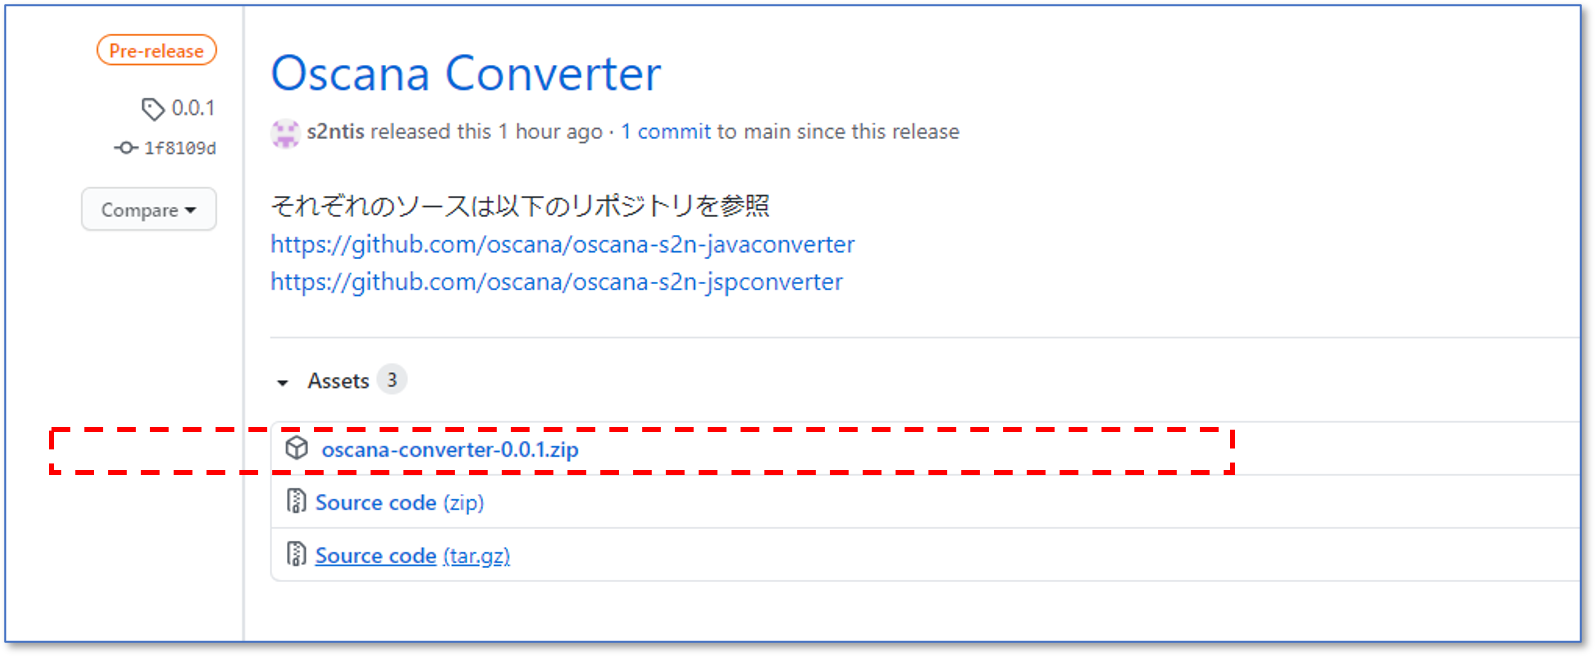 Pre-release
0.0.1
1f8109d
Compare
Oscana Converter
s2ntis released this 1 hour ago · 1 commit to main since this release
それぞれのソースは以下のリポジトリを参照
https://github.com/oscana/oscana-s2n-javaconverter
https://github.com/oscana/oscana-s2n-jspconverter
Assets 3
oscana-converter-0.0.1.zip
Source code (zip)
Source code (tar.gz)